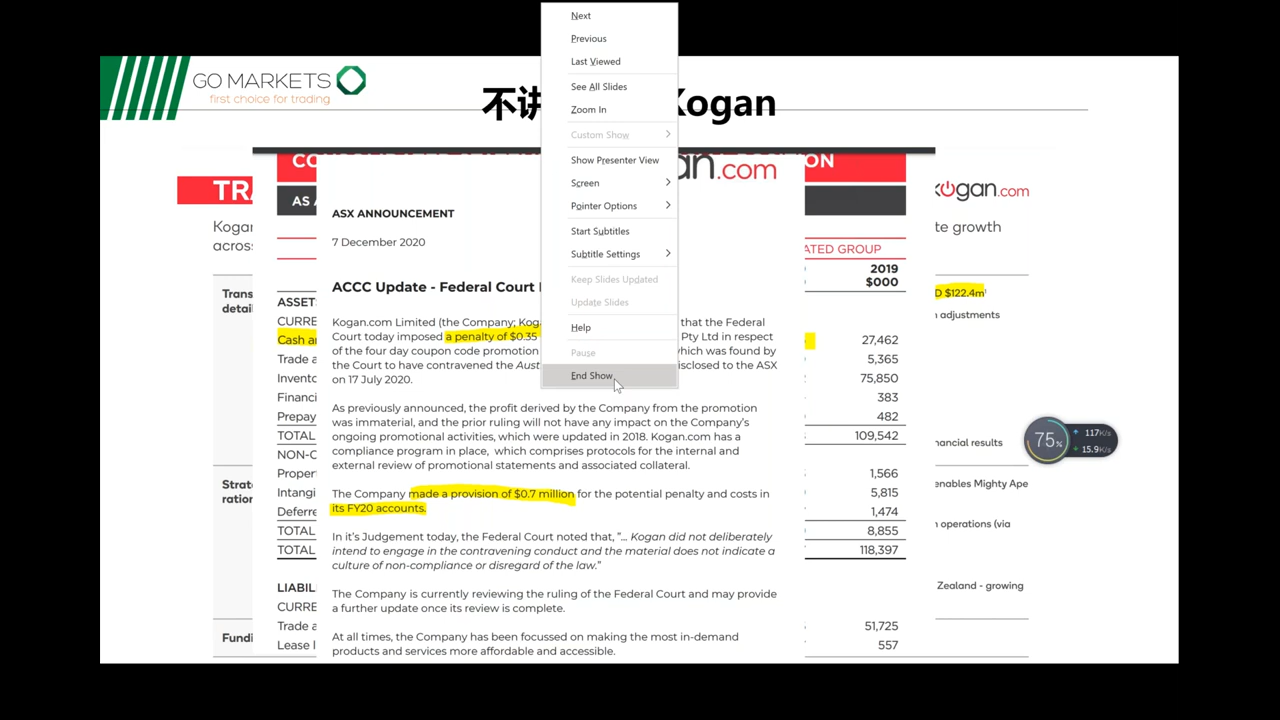 Next
Previous
Last Viewed
See All Slides
Zoom In
Custom Show
Show Presenter View
Screen
Pointer Options
Start Subtitles
Subtitle Settings
Keep Slides Updated
Update Slides
Help
Pause
End Show
GO MARKETS
first choice for trading
不讲 Kogan
kogan.com
AS A
ASX ANNOUNCEMENT
7 December 2020
ACCC Update - Federal Court
Kogan.com Limited (the Company; Kog that the Federal
Court today imposed a penalty of $0.35 Pty Ltd in respect
of the four day coupon code promotion which was found by
the Court to have contravened the Aust isclosed to the ASX
on 17 July 2020.
As previously announced, the profit derived by the Company from the promotion
was immaterial, and the prior ruling will not have any impact on the Company's
ongoing promotional activities, which were updated in 2018. Kogan.com has a
compliance program in place, which comprises protocols for the internal and
external review of promotional statements and associated collateral.
The Company made a provision of $0.7 million for the potential penalty and costs in
its FY20 accounts.
In it's Judgement today, the Federal Court noted that, "... Kogan did not deliberately
intend to engage in the contravening conduct and the material does not indicate a
culture of non-compliance or disregard of the law."
The Company is currently reviewing the ruling of the Federal Court and may provide
a further update once its review is complete.
At all times, the Company has been focussed on making the most in-demand
products and services more affordable and accessible.
TRA
Kogan
acros
Trans
detail
Strate
ration
Fundi
ASSET
CURRE
Cash an
Trade a
Invento
Financi
Prepay
TOTAL
NON-C
Proper
Intangi
Deferre
TOTAL
TOTAL
LIABIL
CURRE
Trade a
Lease l
ATED GROUP
2019
$000
27,462
5,365
75,850
383
482
109,542
1,566
5,815
1,474
8,855
118,397
51,725
557
te growth
D $122.4m¹
adjustments
nancial results
enables Mighty Ape
operations (via
Zealand - growing
75%
117K/s
15.9K/s